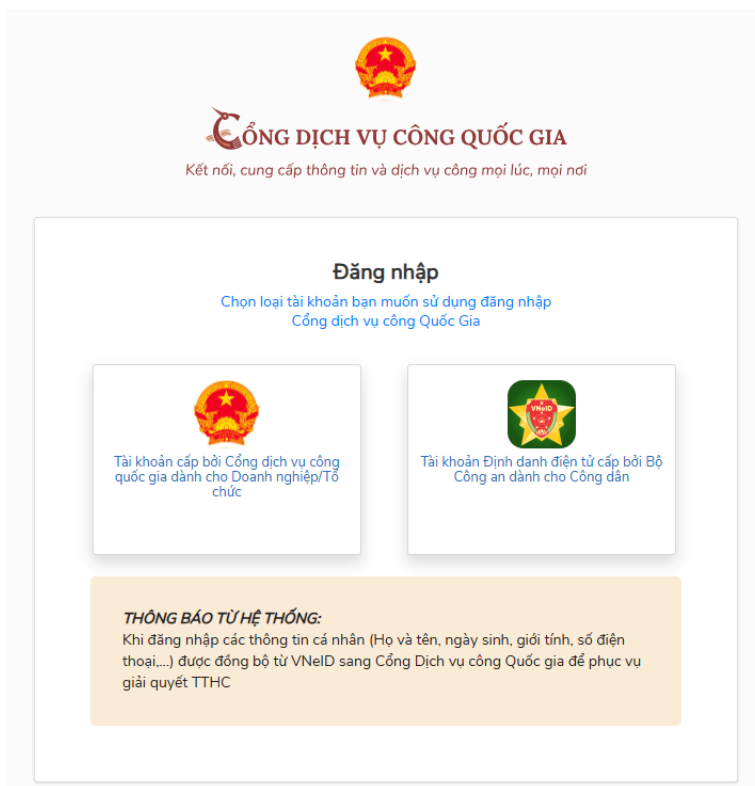 CỔNG DỊCH VỤ CÔNG QUỐC GIA
Kết nối, cung cấp thông tin và dịch vụ công mọi lúc, mọi nơi
Đăng nhập
Chọn loại tài khoản bạn muốn sử dụng đăng nhập
Cổng dịch vụ công Quốc Gia
Tài khoản cấp bởi Cổng dịch vụ công
quốc gia dành cho Doanh nghiệp/Tổ
chức
VNeID
Tài khoản Định danh điện tử cấp bởi Bộ
Công an dành cho Công dân
THÔNG BÁO TỪ HỆ THỐNG:
Khi đăng nhập các thông tin cá nhân (Họ và tên, ngày sinh, giới tính, số điện
thoại,...) được đồng bộ từ VNeID sang Cổng Dịch vụ công Quốc gia để phục vụ
giải quyết TTHC